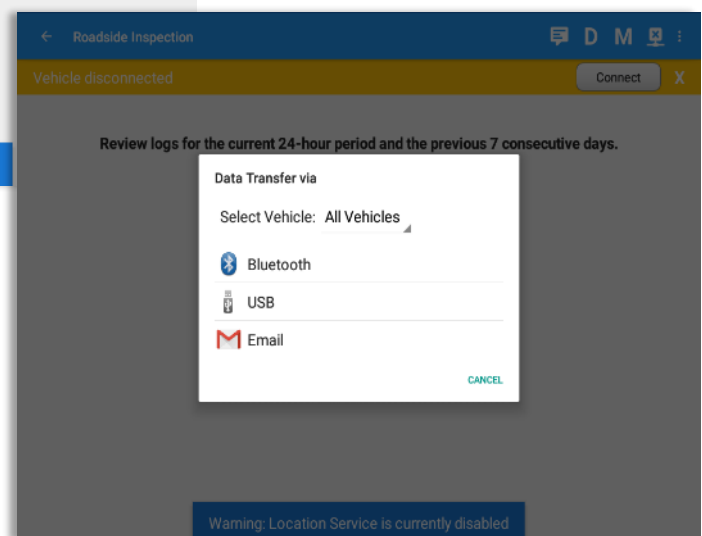 Roadside Inspection
D M
Vehicle disconnected
Connect X
Review logs for the current 24-hour period and the previous 7 consecutive days.
Data Transfer via
Select Vehicle: All Vehicles
Bluetooth
USB
Email
CANCEL
Warning: Location Service is currently disabled